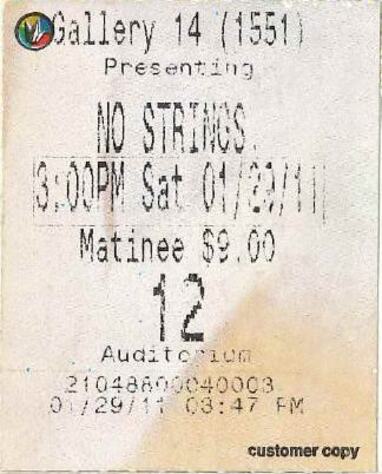 Gallery 14 (1551)
Presenting
NO STRINGS.
3:00PM Sat 01/29/11
Matinee $9.00
12
Auditorium
21048800040003
01/29/11 03:47 PM
customer copy